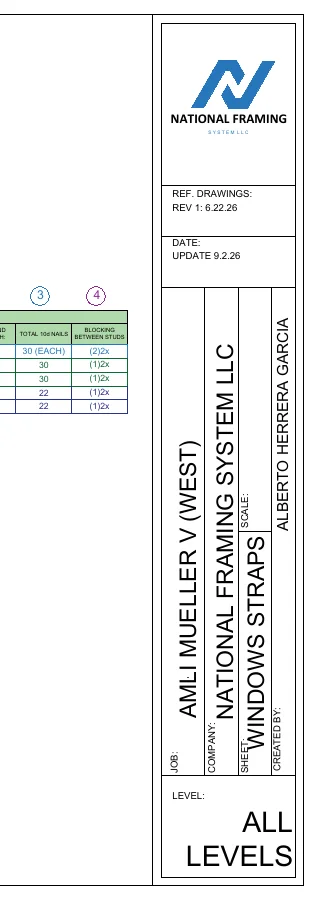 NATIONAL FRAMING
SYSTEM LLC
REF. DRAWINGS:
REV 1: 6.22.26
DATE:
UPDATE 9.2.26
3 4
TOTAL 10d NAILS BLOCKING BETWEEN STUDS
30 (EACH) (2)2x
30 (1)2x
30 (1)2x
22 (1)2x
22 (1)2x
JOB: AMLI MUELLER V (WEST)
COMPANY: NATIONAL FRAMING SYSTEM LLC
SHEET: WINDOWS STRAPS
SCALE:
CREATED BY: ALBERTO HERRERA GARCIA
LEVEL:
ALL
LEVELS